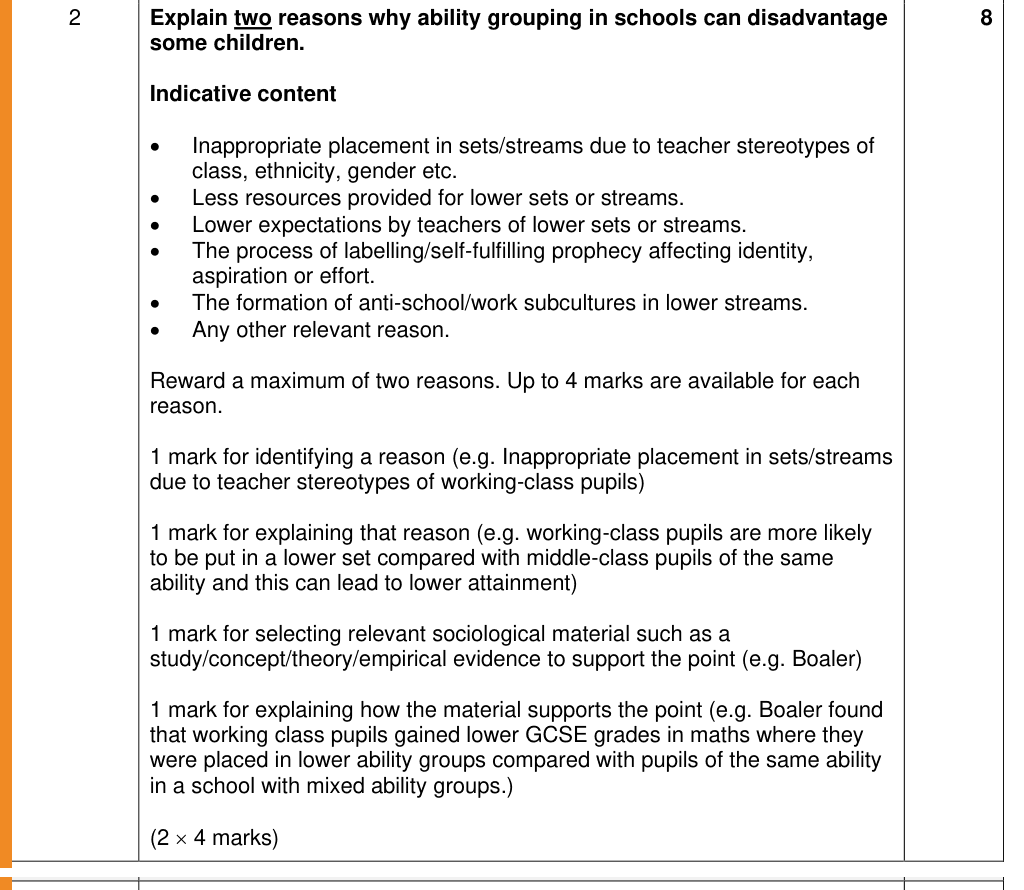 2
Explain two reasons why ability grouping in schools can disadvantage
some children.
8
Indicative content
• Inappropriate placement in sets/streams due to teacher stereotypes of
class, ethnicity, gender etc.
• Less resources provided for lower sets or streams.
• Lower expectations by teachers of lower sets or streams.
• The process of labelling/self-fulfilling prophecy affecting identity,
aspiration or effort.
• The formation of anti-school/work subcultures in lower streams.
• Any other relevant reason.
Reward a maximum of two reasons. Up to 4 marks are available for each
reason.
1 mark for identifying a reason (e.g. Inappropriate placement in sets/streams
due to teacher stereotypes of working-class pupils)
1 mark for explaining that reason (e.g. working-class pupils are more likely
to be put in a lower set compared with middle-class pupils of the same
ability and this can lead to lower attainment)
1 mark for selecting relevant sociological material such as a
study/concept/theory/empirical evidence to support the point (e.g. Boaler)
1 mark for explaining how the material supports the point (e.g. Boaler found
that working class pupils gained lower GCSE grades in maths where they
were placed in lower ability groups compared with pupils of the same ability
in a school with mixed ability groups.)
(2 × 4 marks)